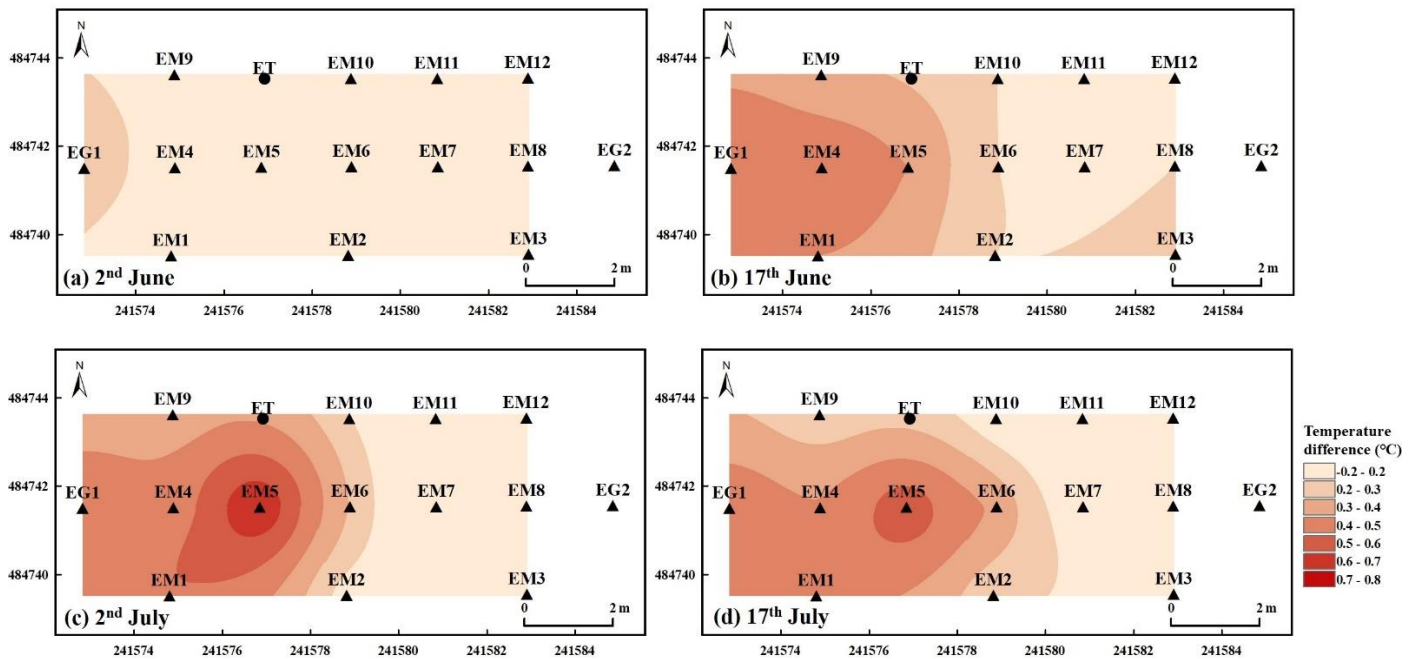 N
484744
484742
484740
EM9
ET
EM10
EM11
EM12
EG1
EM4
EM5
EM6
EM7
EM8
EG2
EM1
EM2
EM3
0
2 m
(a) 2nd June
241574
241576
241578
241580
241582
241584
N
484744
484742
484740
EM9
ET
EM10
EM11
EM12
EG1
EM4
EM5
EM6
EM7
EM8
EG2
EM1
EM2
EM3
0
2 m
(b) 17th June
241574
241576
241578
241580
241582
241584
N
484744
484742
484740
EM9
ET
EM10
EM11
EM12
EG1
EM4
EM5
EM6
EM7
EM8
EG2
EM1
EM2
EM3
0
2 m
(c) 2nd July
241574
241576
241578
241580
241582
241584
N
484744
484742
484740
EM9
ET
EM10
EM11
EM12
EG1
EM4
EM5
EM6
EM7
EM8
EG2
EM1
EM2
EM3
0
2 m
(d) 17th July
241574
241576
241578
241580
241582
241584
Temperature
difference (°C)
-0.2 - 0.2
0.2 - 0.3
0.3 - 0.4
0.4 - 0.5
0.5 - 0.6
0.6 - 0.7
0.7 - 0.8